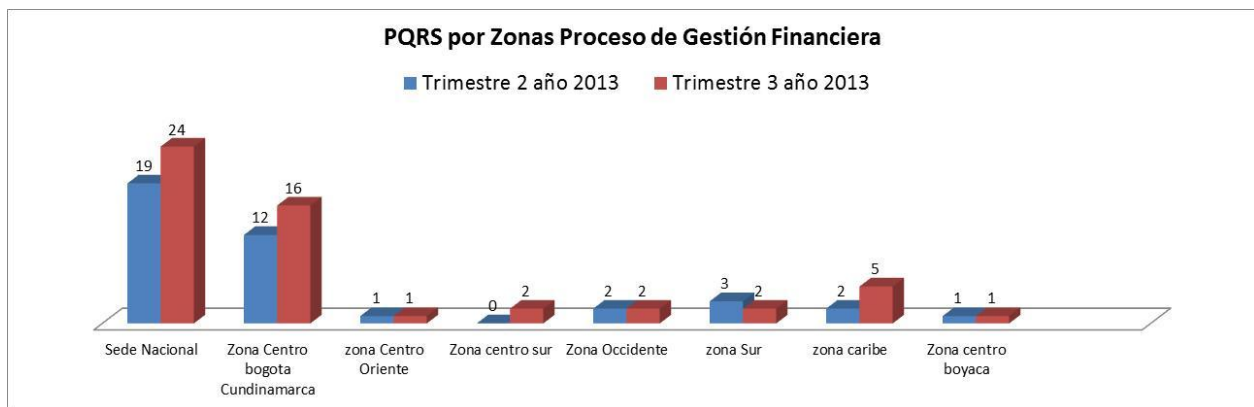 PQRS por Zonas Proceso de Gestión Financiera
Trimestre 2 año 2013 Trimestre 3 año 2013
19 24
12 16
1 1
0 2
2 2
3 2
2 5
1 1
Sede Nacional
Zona Centro
bogota
Cundinamarca
zona Centro
Oriente
Zona centro sur
Zona Occidente
zona Sur
zona caribe
Zona centro
boyaca